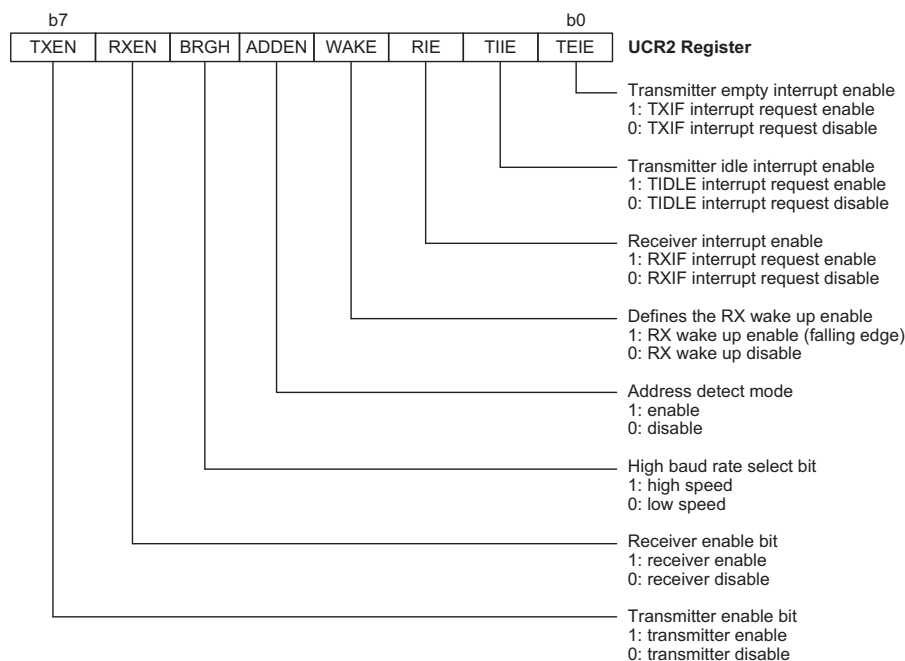 b7 b0
TXEN RXEN BRGH ADDEN WAKE RIE TIIE TEIE UCR2 Register
Transmitter empty interrupt enable
1: TXIF interrupt request enable
0: TXIF interrupt request disable
Transmitter idle interrupt enable
1: TIDLE interrupt request enable
0: TIDLE interrupt request disable
Receiver interrupt enable
1: RXIF interrupt request enable
0: RXIF interrupt request disable
Defines the RX wake up enable
1: RX wake up enable (falling edge)
0: RX wake up disable
Address detect mode
1: enable
0: disable
High baud rate select bit
1: high speed
0: low speed
Receiver enable bit
1: receiver enable
0: receiver disable
Transmitter enable bit
1: transmitter enable
0: transmitter disable